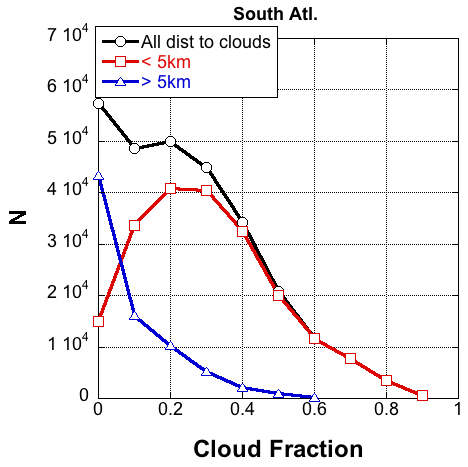 South Atl.
All dist to clouds
< 5km
> 5km
7 10⁴
6 10⁴
5 10⁴
4 10⁴
3 10⁴
2 10⁴
1 10⁴
0
N
0 0.2 0.4 0.6 0.8 1
Cloud Fraction